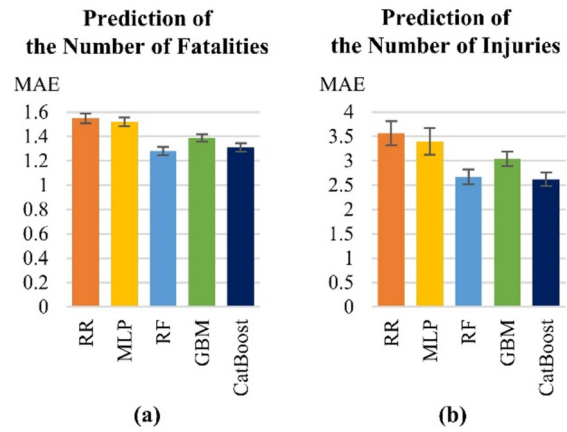 Prediction of
the Number of Fatalities
MAE
1.6
1.4
1.2
1
0.8
0.6
0.4
0.2
0
RR
MLP
RF
GBM
CatBoost
(a)
Prediction of
the Number of Injuries
MAE
4
3.5
3
2.5
2
1.5
1
0.5
0
RR
MLP
RF
GBM
CatBoost
(b)